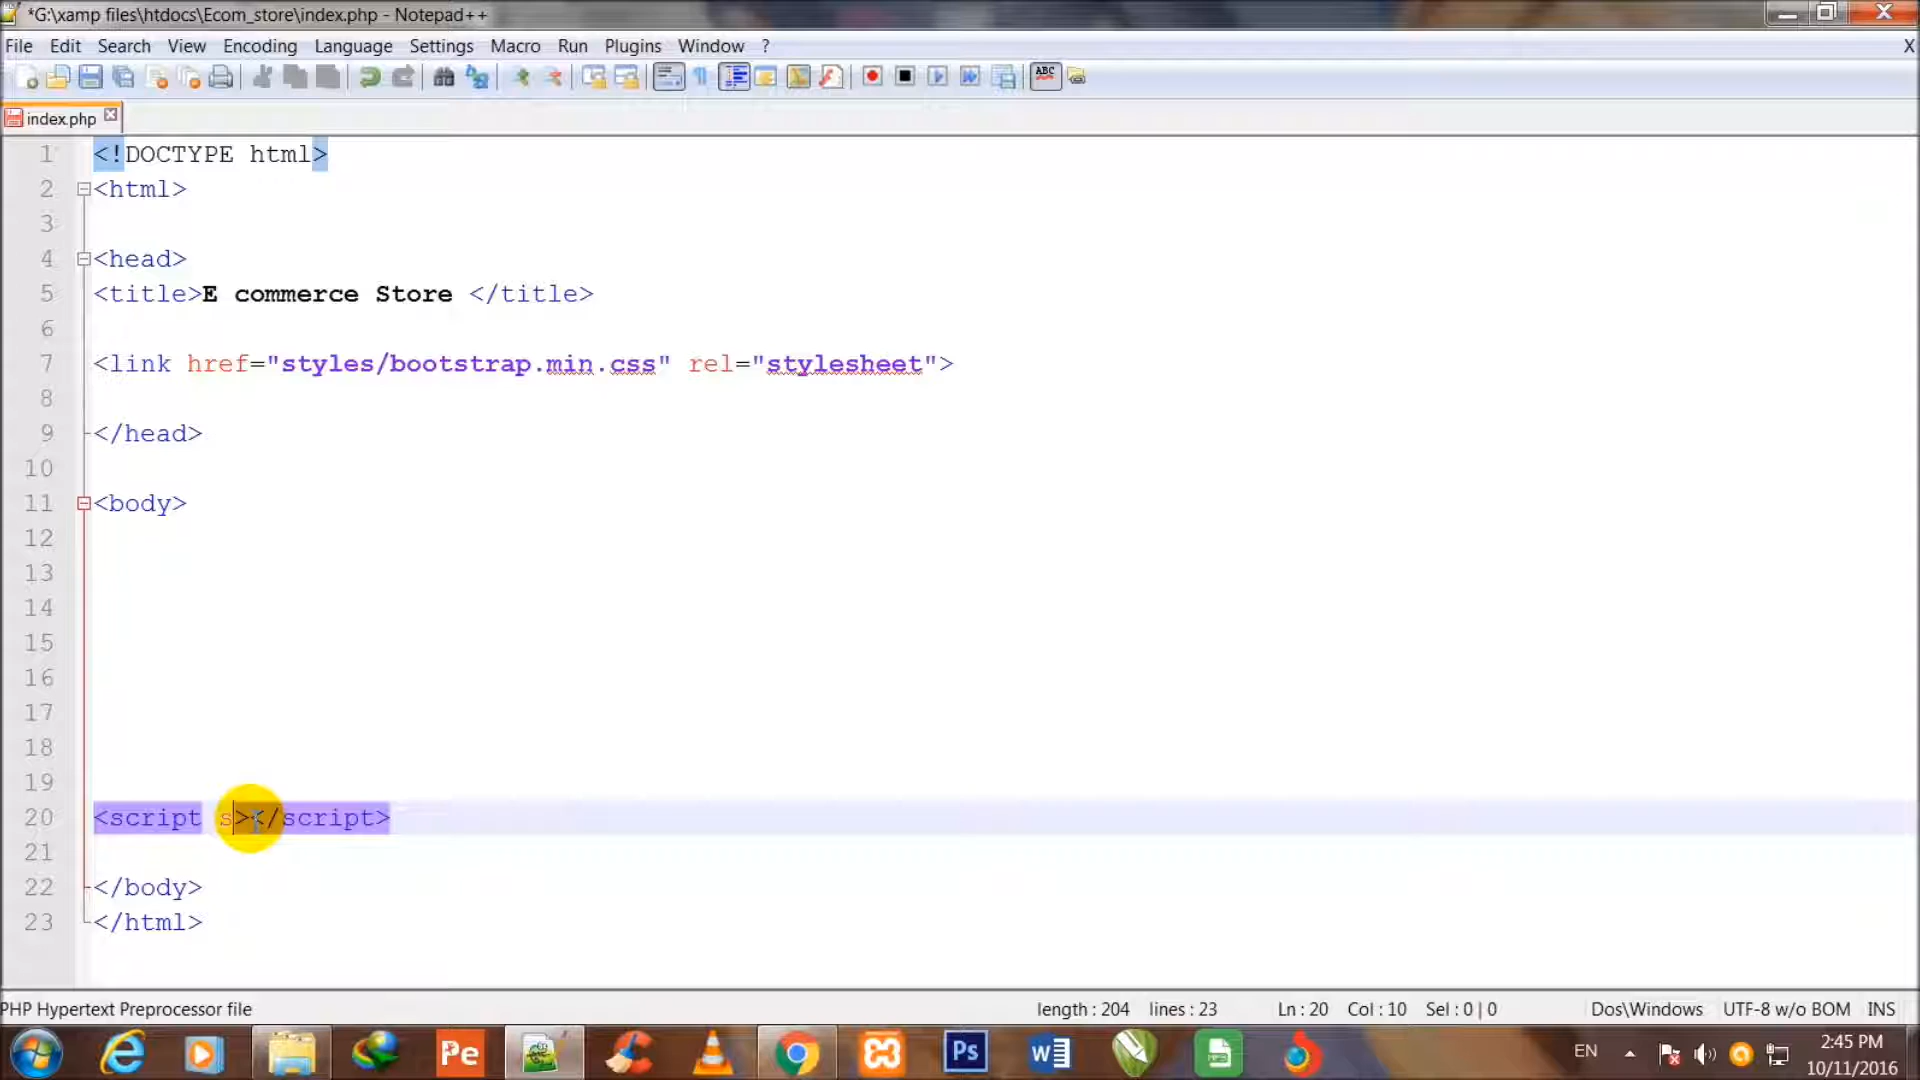 *G:\xamp files\htdocs\Ecom_store\index.php - Notepad++
File Edit Search View Encoding Language Settings Macro Run Plugins Window ? X
ABC
index.php
1 <!DOCTYPE html>
2 <html>
3
4 <head>
5 <title>E commerce Store </title>
6
7 <link href="styles/bootstrap.min.css" rel="stylesheet">
8
9 </head>
10
11 <body>
12
13
14
15
16
17
18
19
20 <script s></script>
21
22 </body>
23 </html>
PHP Hypertext Preprocessor file length : 204 lines : 23 Ln : 20 Col : 10 Sel : 0 | 0 Dos\Windows UTF-8 w/o BOM INS
Pe Ps W EN 2:45 PM
10/11/2016